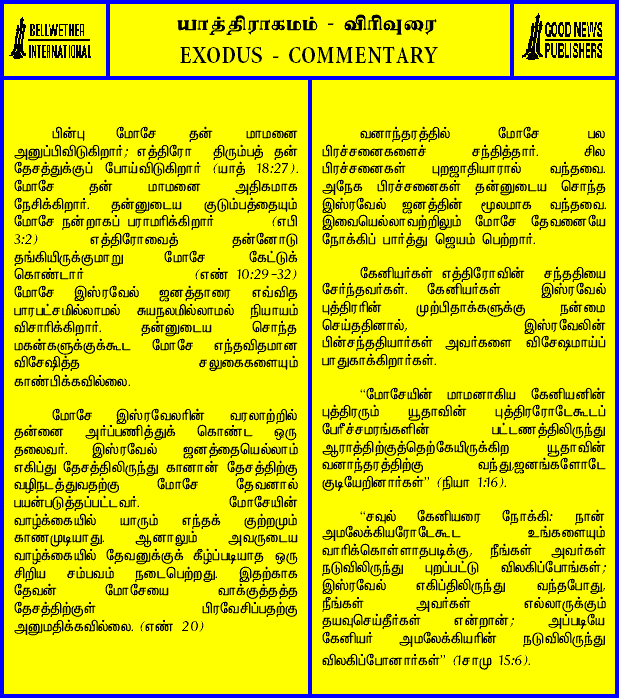 BELLWETHER
INTERNATIONAL
யாத்திராகமம் - விரிவுரை
EXODUS - COMMENTARY
GOOD NEWS
PUBLISHERS
பின்பு மோசே தன் மாமனை
அனுப்பிவிடுகிறார்; எத்திரோ திரும்பத் தன்
தேசத்துக்குப் போய்விடுகிறார் (யாத் 18:27).
மோசே தன் மாமனை அதிகமாக
நேசிக்கிறார். தன்னுடைய குடும்பத்தையும்
மோசே நன்றாகப் பராமரிக்கிறார் (எபி
3:2) எத்திரோவைத் தன்னோடு
தங்கியிருக்குமாறு மோசே கேட்டுக்
கொண்டார் (எண் 10:29-32)
மோசே இஸ்ரவேல் ஜனத்தாரை எவ்வித
பாரபட்சமில்லாமல் சுயநலமில்லாமல் நியாயம்
விசாரிக்கிறார். தன்னுடைய சொந்த
மகன்களுக்குக்கூட மோசே எந்தவிதமான
விசேஷித்த சலுகைகளையும்
காண்பிக்கவில்லை.
மோசே இஸ்ரவேலரின் வரலாற்றில்
தன்னை அர்ப்பணித்துக் கொண்ட ஒரு
தலைவர். இஸ்ரவேல் ஜனத்தையெல்லாம்
எகிப்து தேசத்திலிருந்து கானான் தேசத்திற்கு
வழிநடத்துவதற்கு மோசே தேவனால்
பயன்படுத்தப்பட்டவர். மோசேயின்
வாழ்க்கையில் யாரும் எந்தக் குற்றமும்
காணமுடியாது. ஆனாலும் அவருடைய
வாழ்க்கையில் தேவனுக்குக் கீழ்ப்படியாத ஒரு
சிறிய சம்பவம் நடைபெற்றது. இதற்காக
தேவன் மோசேயை வாக்குத்தத்த
தேசத்திற்குள் பிரவேசிப்பதற்கு
அனுமதிக்கவில்லை. (எண் 20)
வனாந்தரத்தில் மோசே பல
பிரச்சனைகளைச் சந்தித்தார். சில
பிரச்சனைகள் புறஜாதியாரால் வந்தவை.
அநேக பிரச்சனைகள் தன்னுடைய சொந்த
இஸ்ரவேல் ஜனத்தின் மூலமாக வந்தவை.
இவையெல்லாவற்றிலும் மோசே தேவனையே
நோக்கிப் பார்த்து ஜெயம் பெற்றார்.
கேனியர்கள் எத்திரோவின் சந்ததியை
சேர்ந்தவர்கள். கேனியர்கள் இஸ்ரவேல்
புத்திரரின் முற்பிதாக்களுக்கு நன்மை
செய்ததினால், இஸ்ரவேலின்
பின்சந்ததியார்கள் அவர்களை விசேஷமாய்ப்
பாதுகாக்கிறார்கள்.
“மோசேயின் மாமனாகிய கேனியனின்
புத்திரரும் யூதாவின் புத்திரரோடேகூடப்
பேரீச்சமரங்களின் பட்டணத்திலிருந்து
ஆராத்திற்குத்தெற்கேயிருக்கிற யூதாவின்
வனாந்தரத்திற்கு வந்து,ஜனங்களோடே
குடியேறினார்கள்” (நியா 1:16).
“சவுல் கேனியரை நோக்கி: நான்
அமலேக்கியரோடேகூட உங்களையும்
வாரிக்கொள்ளாதபடிக்கு, நீங்கள் அவர்கள்
நடுவிலிருந்து புறப்பட்டு விலகிப்போங்கள்;
இஸ்ரவேல் எகிப்திலிருந்து வந்தபோது,
நீங்கள் அவர்கள் எல்லாருக்கும்
தயவுசெய்தீர்கள் என்றான்; அப்படியே
கேனியர் அமலேக்கியரின் நடுவிலிருந்து
விலகிப்போனார்கள்” (1சாமு 15:6).